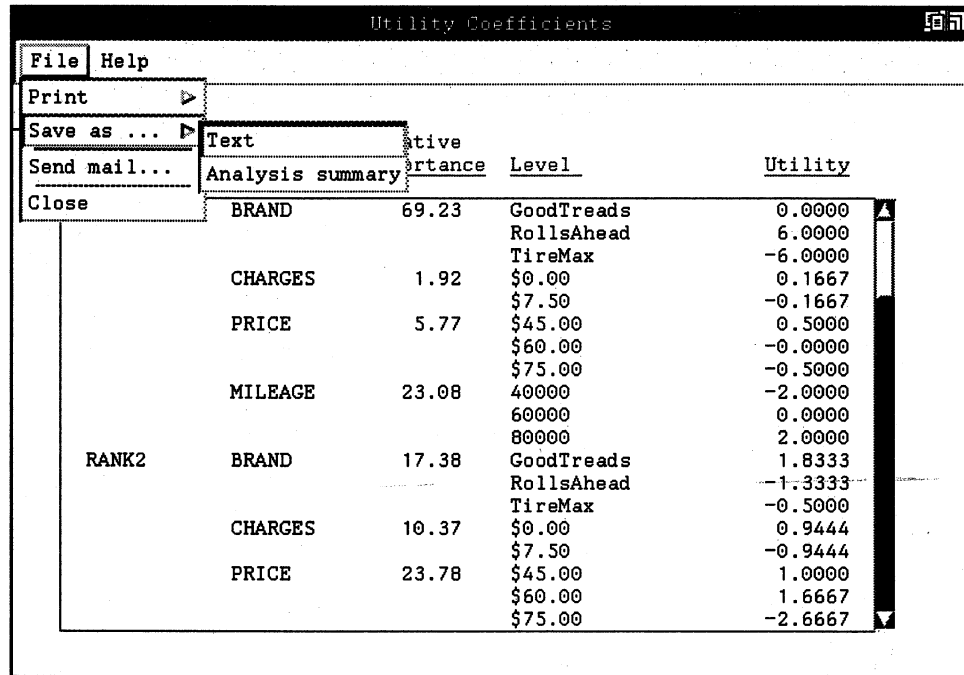 Utility Coefficients
File Help
Print
Save as ...
Send mail...
Close
Text
Analysis summary
ative
rtance Level Utility
BRAND 69.23 GoodTreads 0.0000
RollsAhead 6.0000
TireMax -6.0000
CHARGES 1.92 $0.00 0.1667
$7.50 -0.1667
PRICE 5.77 $45.00 0.5000
$60.00 -0.0000
$75.00 -0.5000
MILEAGE 23.08 40000 -2.0000
60000 0.0000
80000 2.0000
RANK2 BRAND 17.38 GoodTreads 1.8333
RollsAhead -1.3333
TireMax -0.5000
CHARGES 10.37 $0.00 0.9444
$7.50 -0.9444
PRICE 23.78 $45.00 1.0000
$60.00 1.6667
$75.00 -2.6667